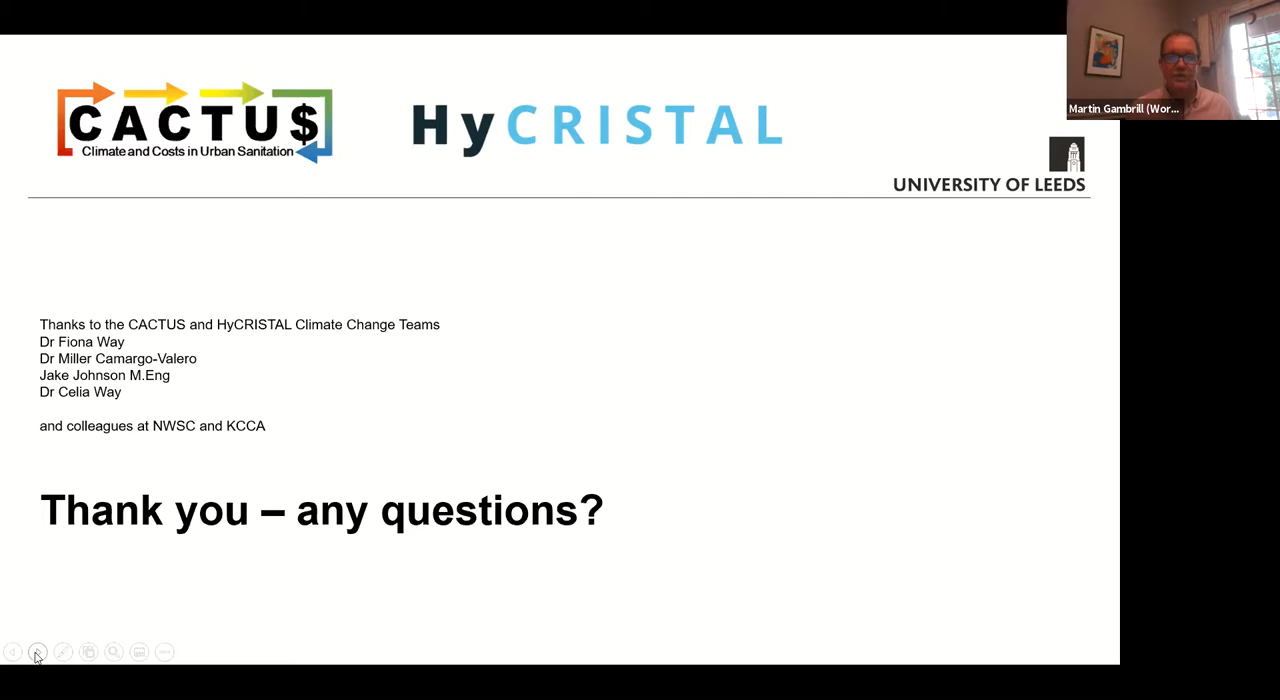 CACTU$
Climate and Costs in Urban Sanitation
HyCRISTAL
Martin Gambrill (Wor...
UNIVERSITY OF LEEDS
Thanks to the CACTUS and HyCRISTAL Climate Change Teams
Dr Fiona Way
Dr Miller Camargo-Valero
Jake Johnson M.Eng
Dr Celia Way
and colleagues at NWSC and KCCA
Thank you – any questions?